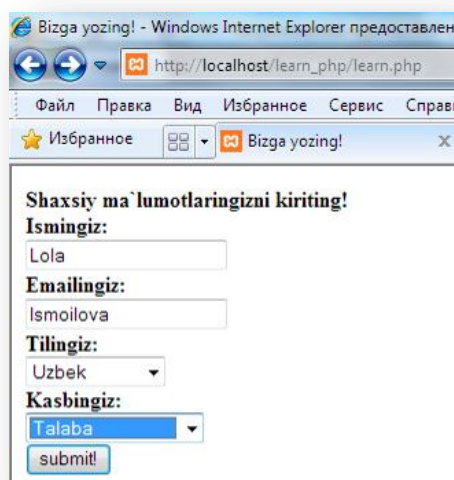 Bizga yozing! - Windows Internet Explorer предоставлен
http://localhost/learn_php/learn.php
Файл Правка Вид Избранное Сервис
Избранное Bizga yozing! x
Shaxsiy ma`lumotlaringizni kiriting!
Ismingiz:
Lola
Emailingiz:
Ismoilova
Tilingiz:
Uzbek
Kasbingiz:
Talaba
submit!